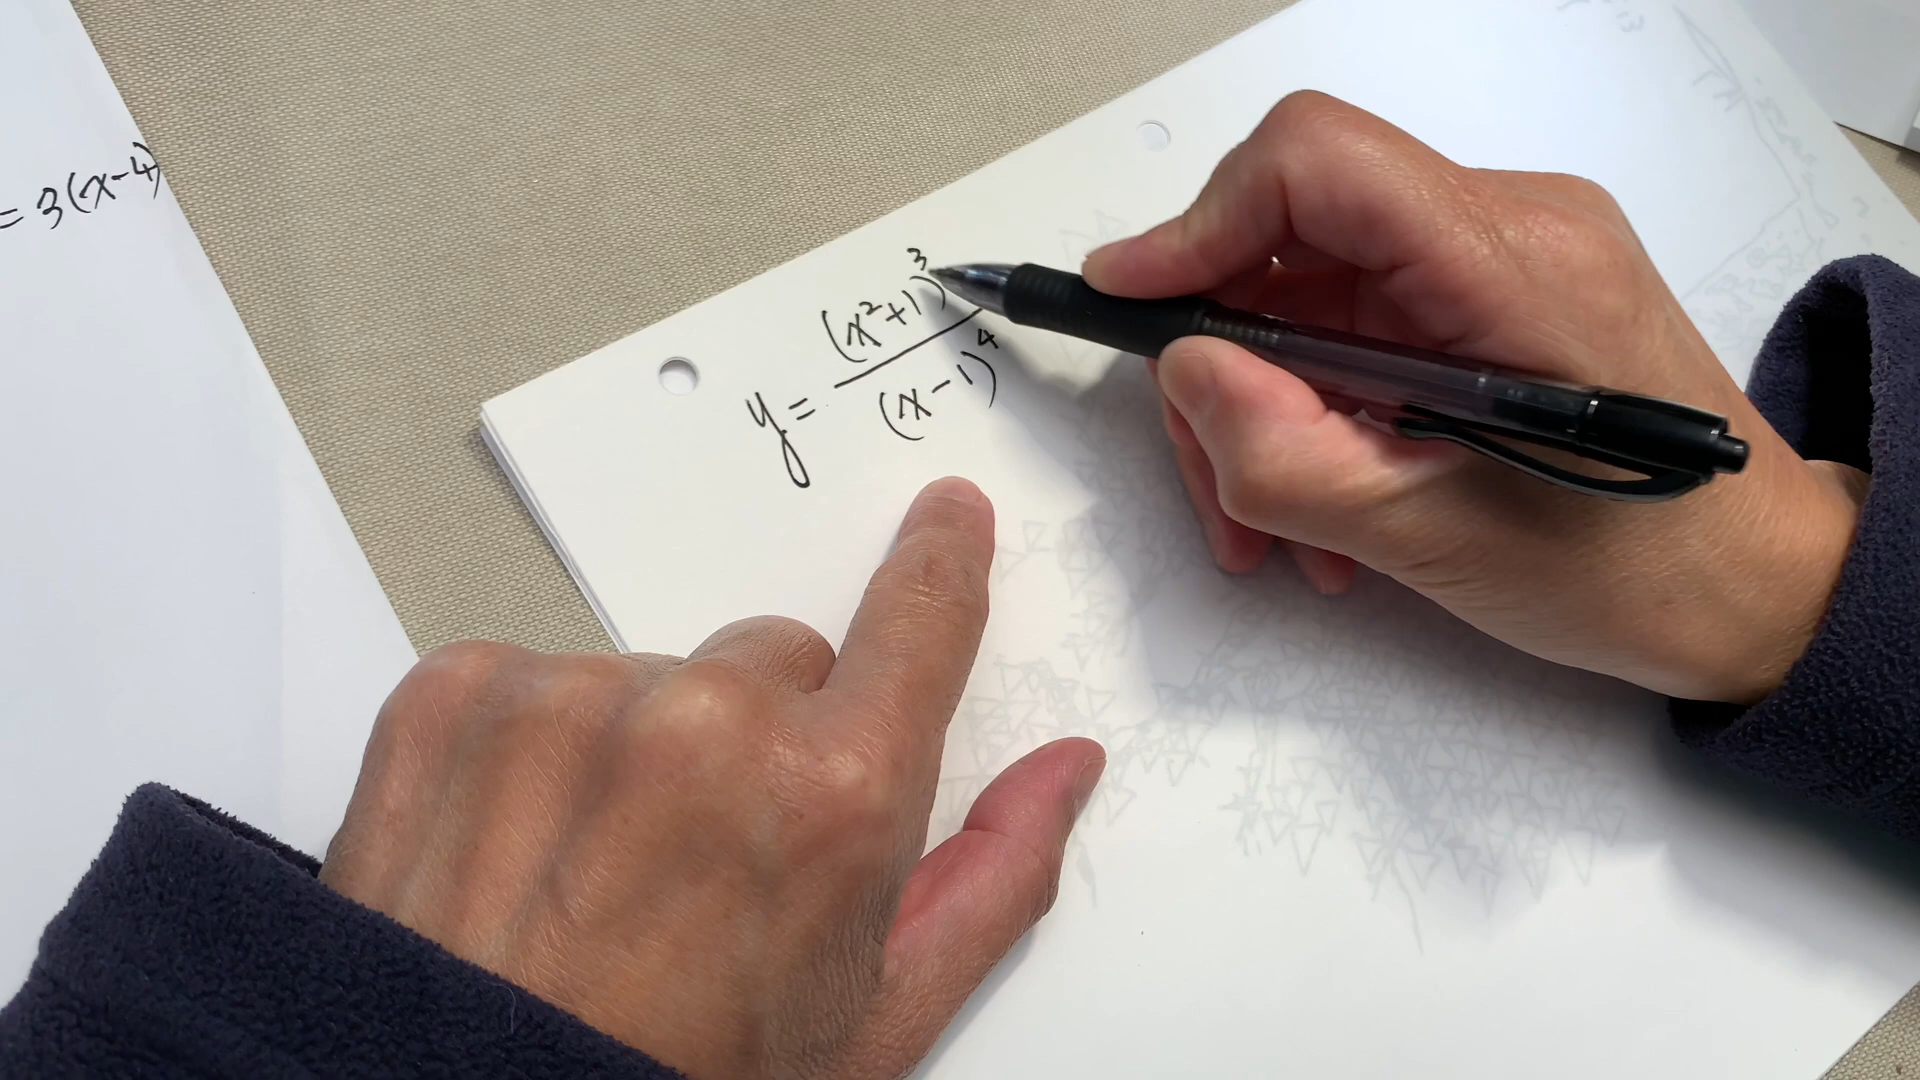 = 3(x-4)
y = (x²+1)³
(x-1)⁴